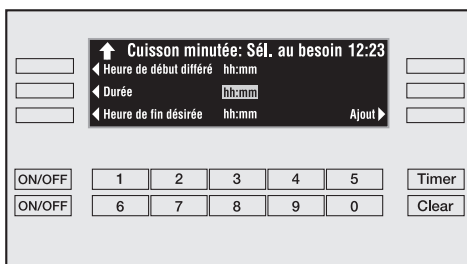 Cuisson minutée: Sél. au besoin 12:23
Heure de début différé hh:mm
Durée hh:mm
Heure de fin désirée hh:mm Ajout
ON/OFF 1 2 3 4 5 Timer
ON/OFF 6 7 8 9 0 Clear